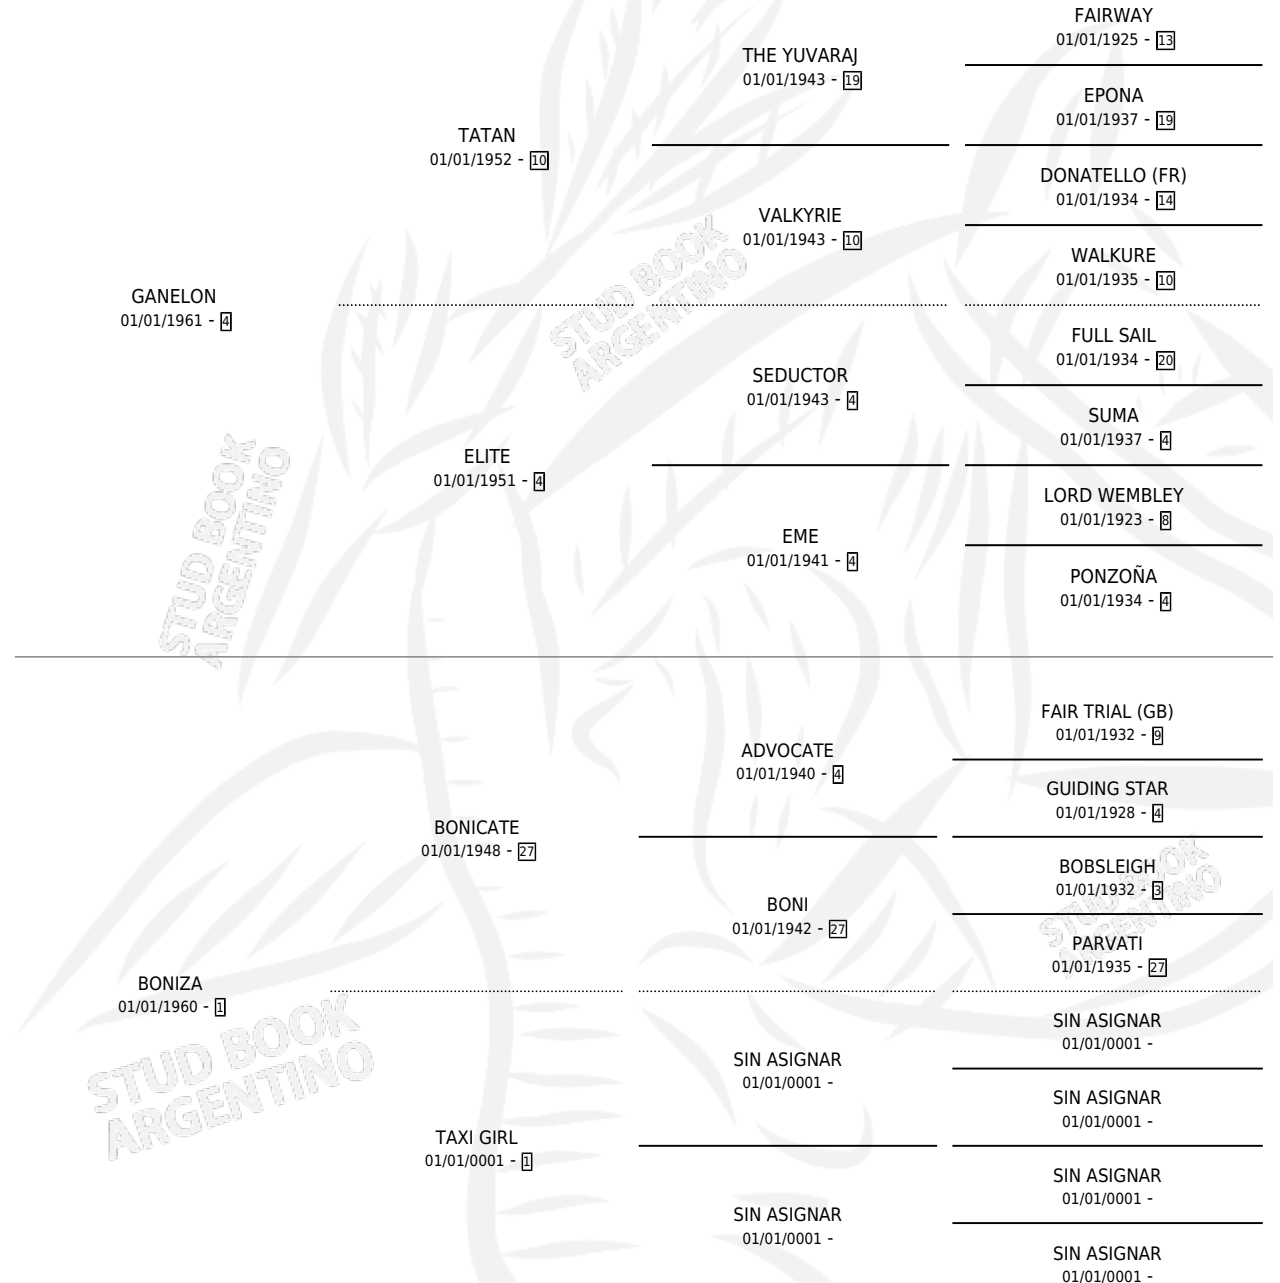 FAIRWAY
01/01/1925 - 13
THE YUVARAJ
01/01/1943 - 19
EPONA
01/01/1937 - 19
TATAN
01/01/1952 - 10
DONATELLO (FR)
01/01/1934 - 14
VALKYRIE
01/01/1943 - 10
WALKURE
01/01/1935 - 10
GANELON
01/01/1961 - 4
FULL SAIL
01/01/1934 - 20
SEDUCTOR
01/01/1943 - 4
SUMA
01/01/1937 - 4
ELITE
01/01/1951 - 4
LORD WEMBLEY
01/01/1923 - 8
EME
01/01/1941 - 4
PONZOÑA
01/01/1934 - 4
FAIR TRIAL (GB)
01/01/1932 - 9
ADVOCATE
01/01/1940 - 4
GUIDING STAR
01/01/1928 - 4
BONICATE
01/01/1948 - 27
BOBSLEIGH
01/01/1932 - 3
BONI
01/01/1942 - 27
PARVATI
01/01/1935 - 27
BONIZA
01/01/1960 - 1
SIN ASIGNAR
01/01/0001 -
SIN ASIGNAR
01/01/0001 -
SIN ASIGNAR
01/01/0001 -
TAXI GIRL
01/01/0001 - 1
SIN ASIGNAR
01/01/0001 -
SIN ASIGNAR
01/01/0001 -
SIN ASIGNAR
01/01/0001 -
STUD BOOK
ARGENTINO
STUD BOOK
ARGENTINO
STUD BOOK
ARGENTINO
STUD BOOK
ARGENTINO